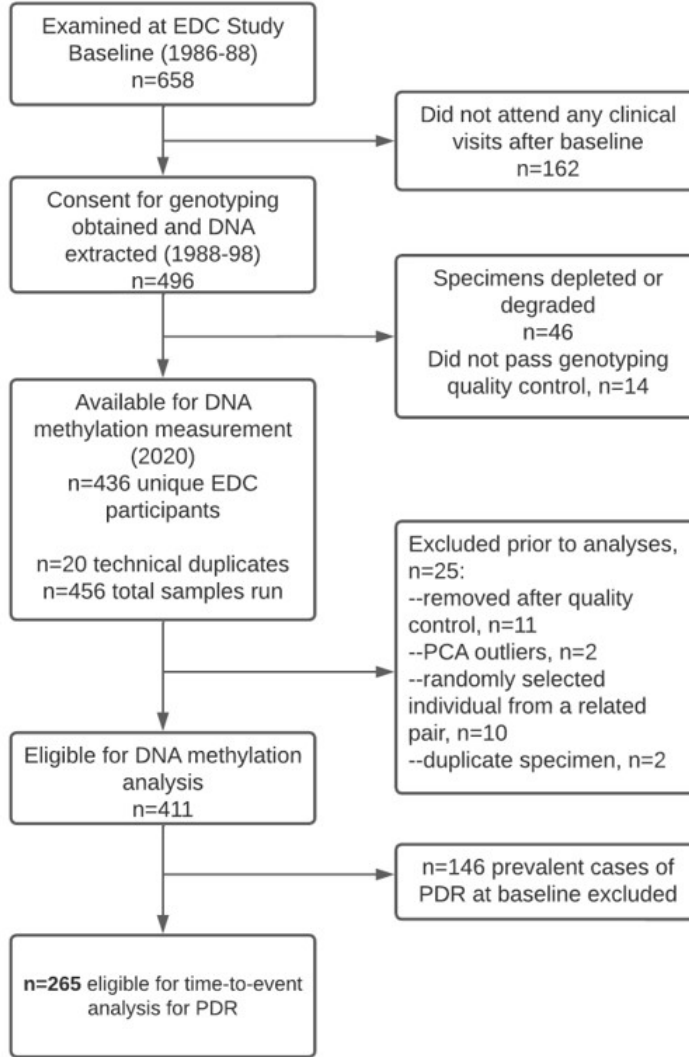 Examined at EDC Study
Baseline (1986-88)
n=658
Did not attend any clinical
visits after baseline
n=162
Consent for genotyping
obtained and DNA
extracted (1988-98)
n=496
Specimens depleted or
degraded
n=46
Did not pass genotyping
quality control, n=14
Available for DNA
methylation measurement
(2020)
n=436 unique EDC
participants
n=20 technical duplicates
n=456 total samples run
Excluded prior to analyses,
n=25:
--removed after quality
control, n=11
--PCA outliers, n=2
--randomly selected
individual from a related
pair, n=10
--duplicate specimen, n=2
Eligible for DNA methylation
analysis
n=411
n=146 prevalent cases of
PDR at baseline excluded
n=265 eligible for time-to-event
analysis for PDR